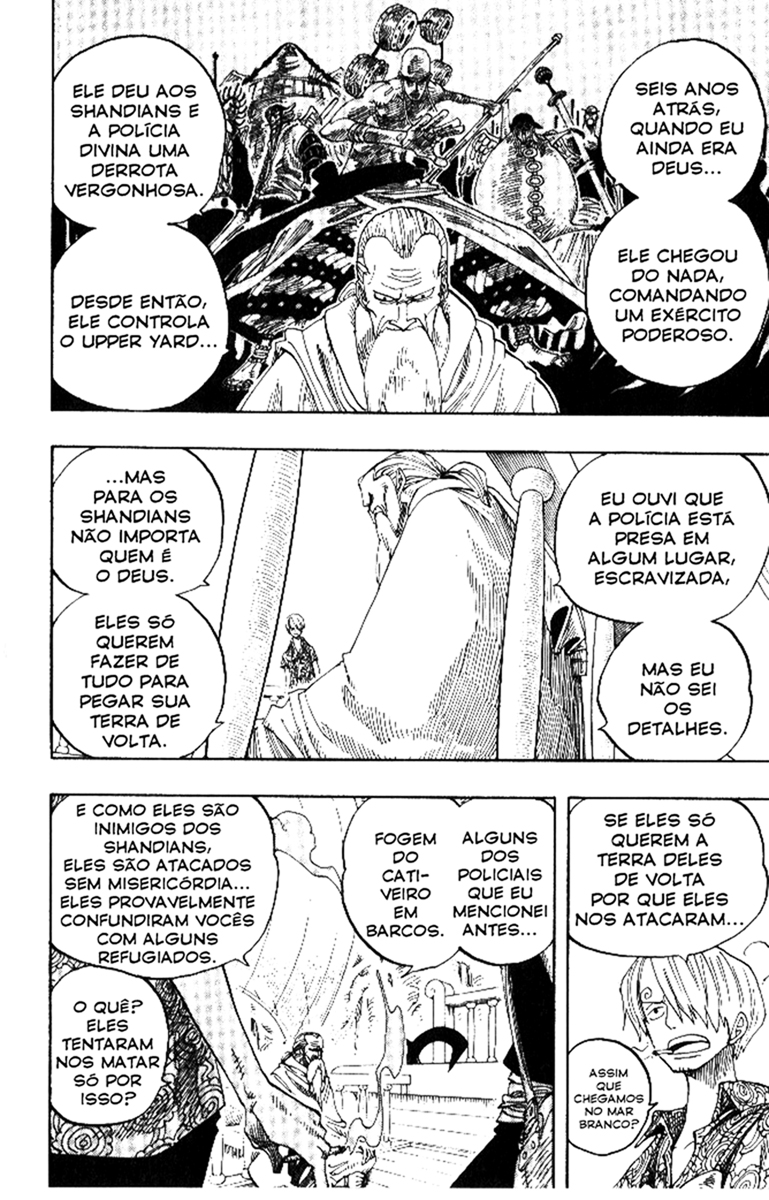 SEIS ANOS
ATRÁS,
QUANDO EU
AINDA ERA
DEUS...
ELE CHEGOU
DO NADA,
COMANDANDO
UM EXÉRCITO
PODEROSO.
ELE DEU AOS
SHANDIANS E
A POLÍCIA
DIVINA UMA
DERROTA
VERGONHOSA.
DESDE ENTÃO,
ELE CONTROLA
O UPPER YARD...
EU OUVI QUE
A POLÍCIA ESTÁ
PRESA EM
ALGUM LUGAR,
ESCRAVIZADA,
MAS EU
NÃO SEI
OS
DETALHES.
...MAS
PARA OS
SHANDIANS
NÃO IMPORTA
QUEM É
O DEUS.
ELES SÓ
QUEREM
FAZER DE
TUDO PARA
PEGAR SUA
TERRA DE
VOLTA.
SE ELES SÓ
QUEREM A
TERRA DELES
DE VOLTA
POR QUE ELES
NOS ATACARAM...
ASSIM
QUE
CHEGAMOS
NO MAR
BRANCO?
ALGUNS
DOS
POLICIAIS
QUE EU
MENCIONEI
ANTES...
FOGEM
DO
CATI-
VEIRO
EM
BARCOS.
E COMO ELES SÃO
INIMIGOS DOS
SHANDIANS,
ELES SÃO ATACADOS
SEM MISERICÓRDIA...
ELES PROVAVELMENTE
CONFUNDIRAM VOCÊS
COM ALGUNS
REFUGIADOS.
O QUÊ?
ELES
TENTARAM
NOS MATAR
SÓ POR
ISSO?